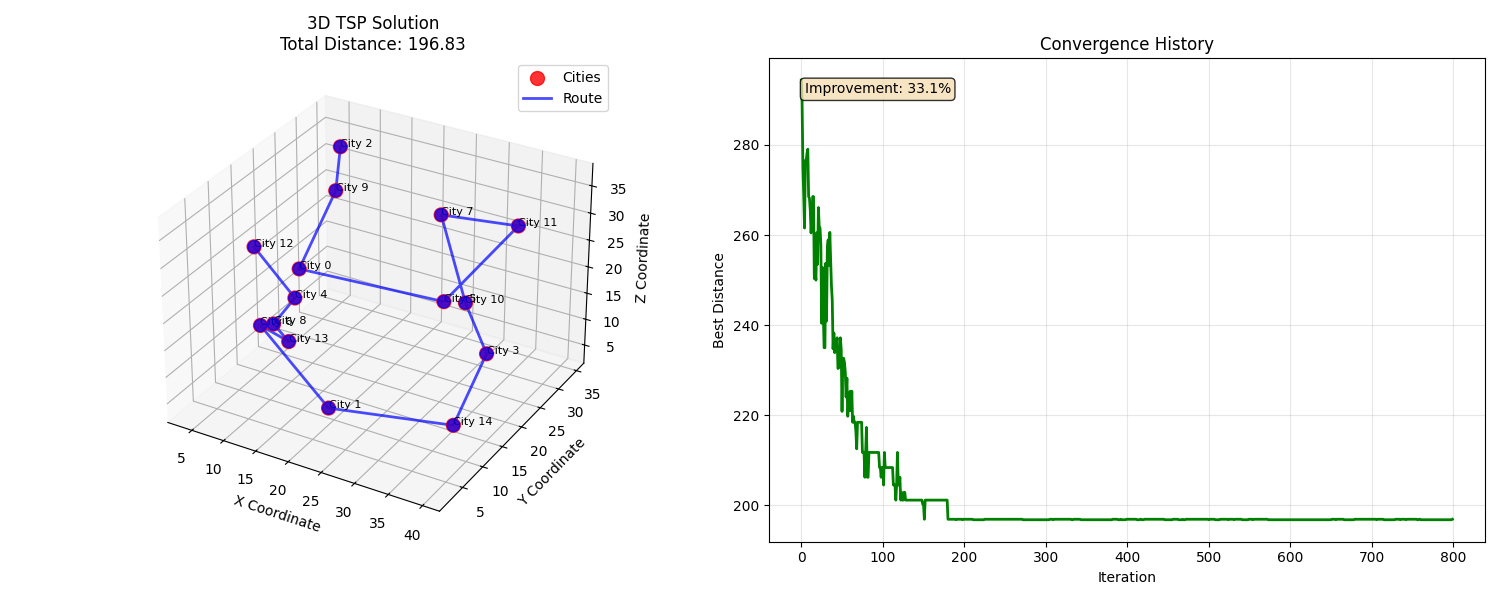 3D TSP Solution
Total Distance: 196.83
Cities
Route
City 2
City 9
City 7
City 11
City 12
City 0
City 4
City 10
City 8
City 13
City 3
City 1
City 14
5 10 15 20 25 30 35 40
X Coordinate
5 10 15 20 25 30 35
Y Coordinate
35
30
25
20
15
10
5
Z Coordinate
Convergence History
Improvement: 33.1%
280
260
240
220
200
Best Distance
0 100 200 300 400 500 600 700 800
Iteration